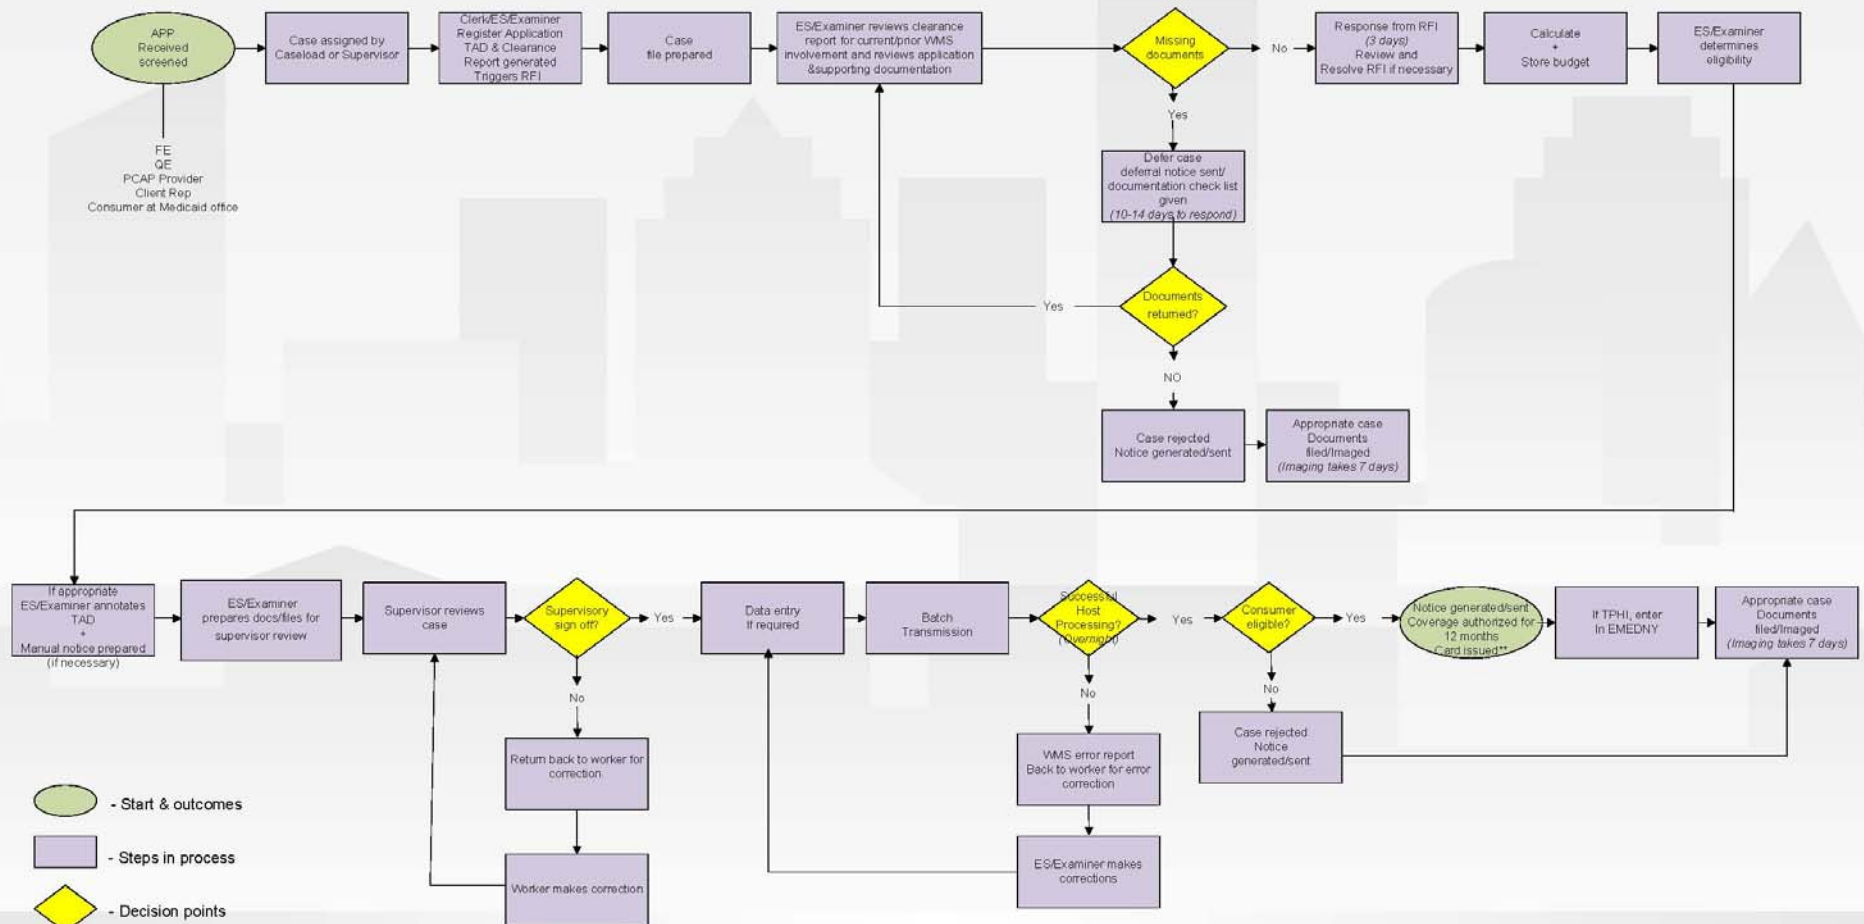 APP
Received
screened
FE
QE
PCAP Provider
Client Rep
Consumer at Medicaid office
Case assigned by
Caseload or Supervisor
Clerk/ES/Examiner
Register Application
TAD & Clearance
Report generated
Triggers RFI
Case
file prepared
ES/Examiner reviews clearance
report for current/prior WMS
involvement and reviews application
&supporting documentation
Missing
documents
No
Response from RFI
(3 days)
Review and
Resolve RFI if necessary
Calculate
+
Store budget
ES/Examiner
determines
eligibility
Yes
Defer case
deferral notice sent/
documentation check list
given
(10-14 days to respond)
Documents
returned?
Yes
NO
Case rejected
Notice generated/sent
Appropriate case
Documents
filed/Imaged
(Imaging takes 7 days)
If appropriate
ES/Examiner annotates
TAD
+
Manual notice prepared
(if necessary)
ES/Examiner
prepares docs/files for
supervisor review
Supervisor reviews
case
Supervisory
sign off?
Yes
No
Return back to worker for
correction.
Worker makes correction
Data entry
If required
Batch
Transmission
Successful
Host
Processing?
(Overnight)
Yes
No
WMS error report
Back to worker for error
correction
ES/Examiner makes
corrections
Consumer
eligible?
Yes
No
Case rejected
Notice
generated/sent
Notice generated/sent
Coverage authorized for
12 months
Card issued**
If TPHI, enter
In EMEDNY
Appropriate case
Documents
filed/Imaged
(Imaging takes 7 days)
- Start & outcomes
- Steps in process
- Decision points